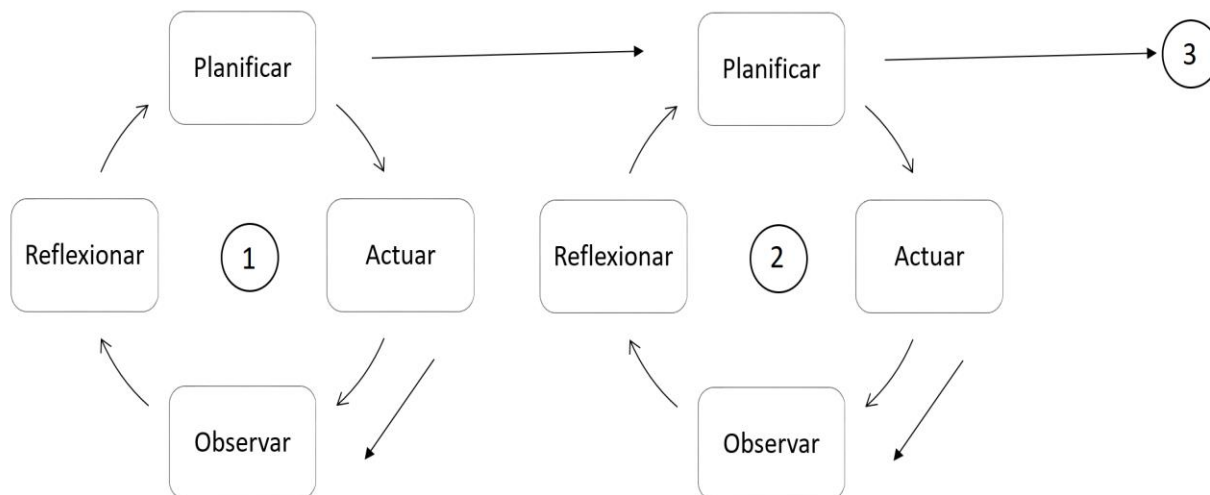 Planificar
Planificar
3
Reflexionar
1
Actuar
Reflexionar
2
Actuar
Observar
Observar